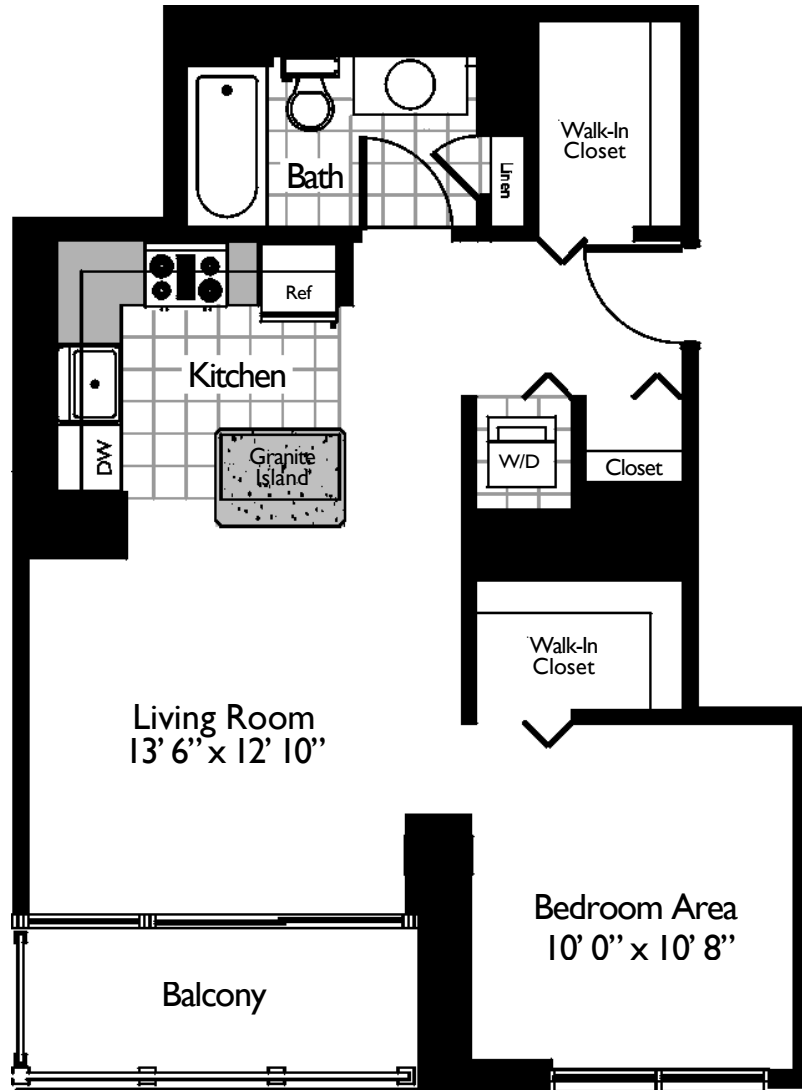 Walk-In
Closet
Bath
Linen
Ref
Kitchen
DW
Granite
Island
W/D
Closet
Walk-In
Closet
Living Room
13’ 6” x 12’ 10”
Bedroom Area
10’ 0” x 10’ 8”
Balcony